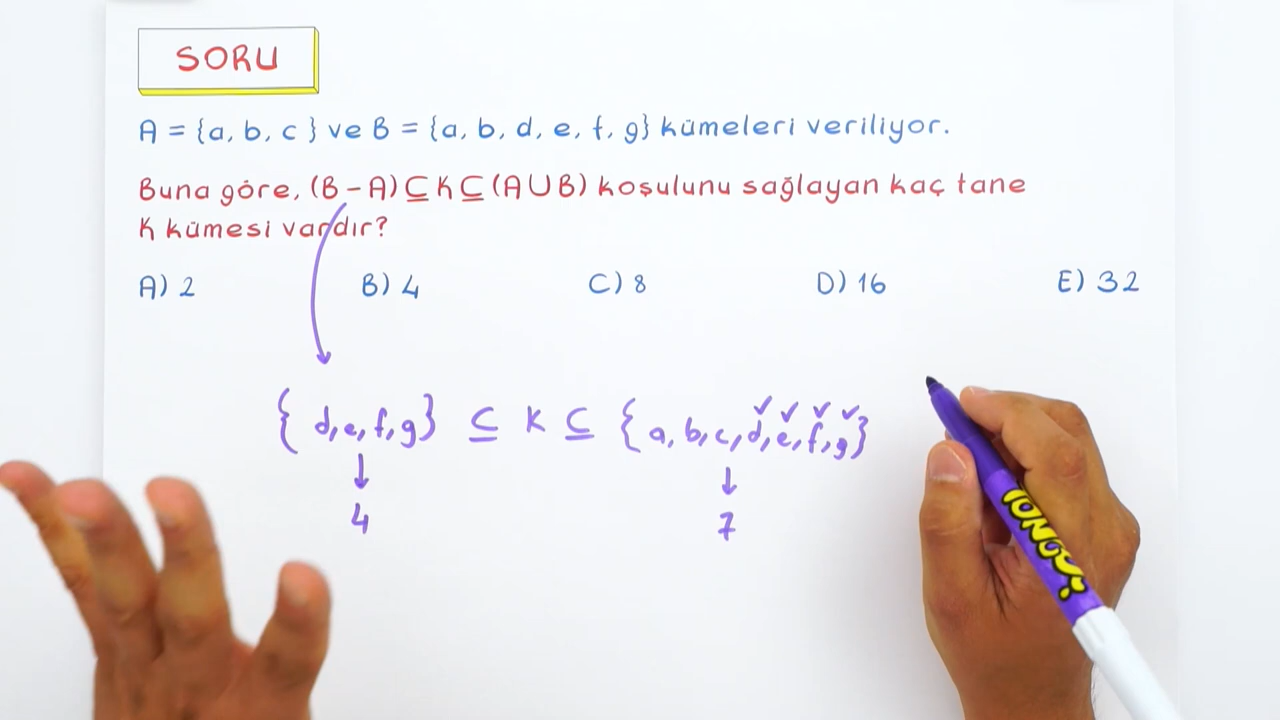 SORU
A = {a, b, c } ve B = {a, b, d, e, f, g} kümeleri veriliyor.
Buna göre, (B - A) ⊆ K ⊆ (A ∪ B) koşulunu sağlayan kaç tane
K kümesi vardır?
A) 2 B) 4 C) 8 D) 16 E) 32
{ d, e, f, g} ⊆ K ⊆ { a, b, c, d, e, f, g}
↓ ↓
4 7
TONGUÇ